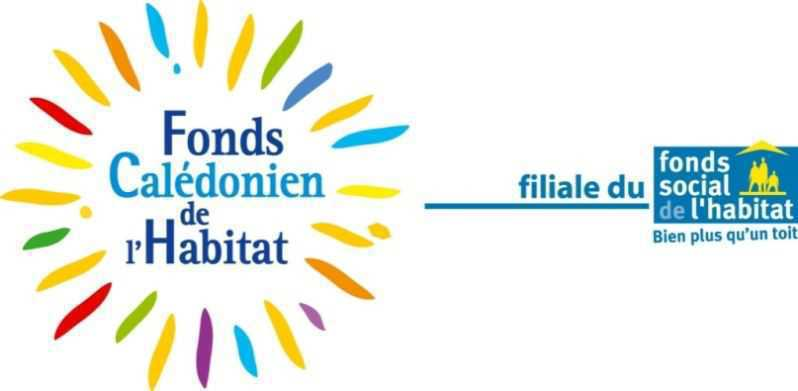 Fonds
Calédonien
de
l'Habitat
filiale du
fonds
social
de l'habitat
Bien plus qu'un toit